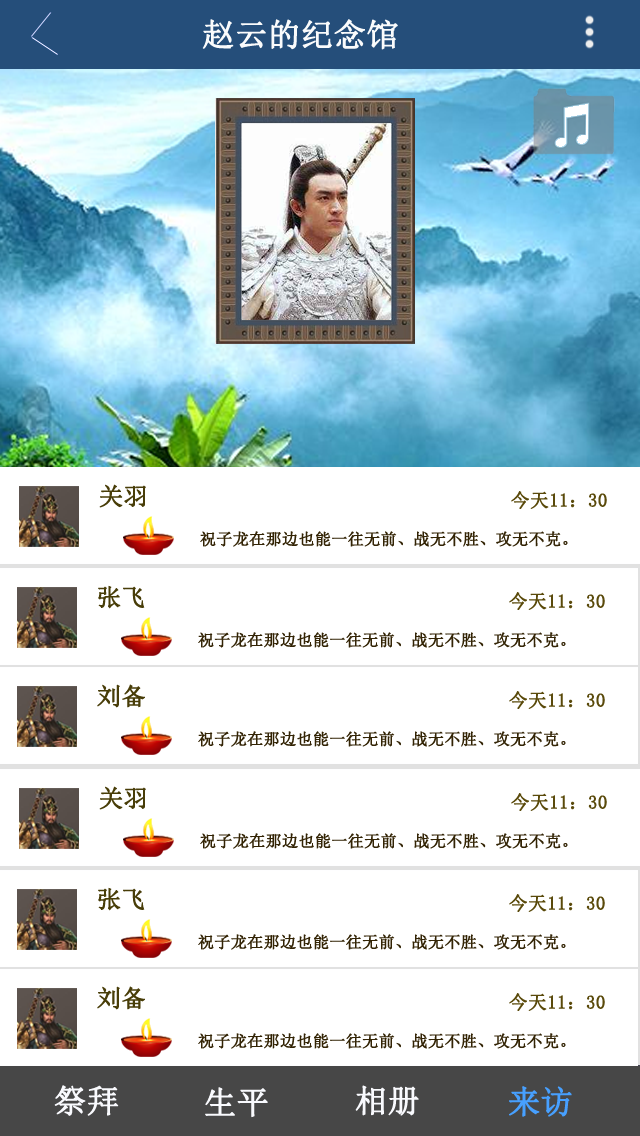 赵云的纪念馆
关羽
今天11：30
祝子龙在那边也能一往无前、战无不胜、攻无不克。
张飞
今天11：30
祝子龙在那边也能一往无前、战无不胜、攻无不克。
刘备
今天11：30
祝子龙在那边也能一往无前、战无不胜、攻无不克。
关羽
今天11：30
祝子龙在那边也能一往无前、战无不胜、攻无不克。
张飞
今天11：30
祝子龙在那边也能一往无前、战无不胜、攻无不克。
刘备
今天11：30
祝子龙在那边也能一往无前、战无不胜、攻无不克。
祭拜 生平 相册 来访